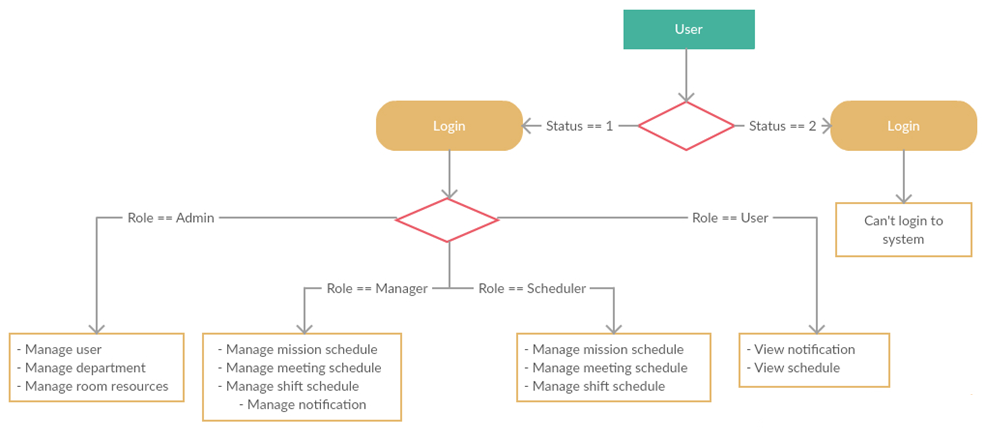 User
Login
Status == 1
Status == 2
Login
Role == Admin
Role == User
Can't login to
system
Role == Manager
Role == Scheduler
- Manage user
- Manage department
- Manage room resources
- Manage mission schedule
- Manage meeting schedule
- Manage shift schedule
- Manage notification
- Manage mission schedule
- Manage meeting schedule
- Manage shift schedule
- View notification
- View schedule